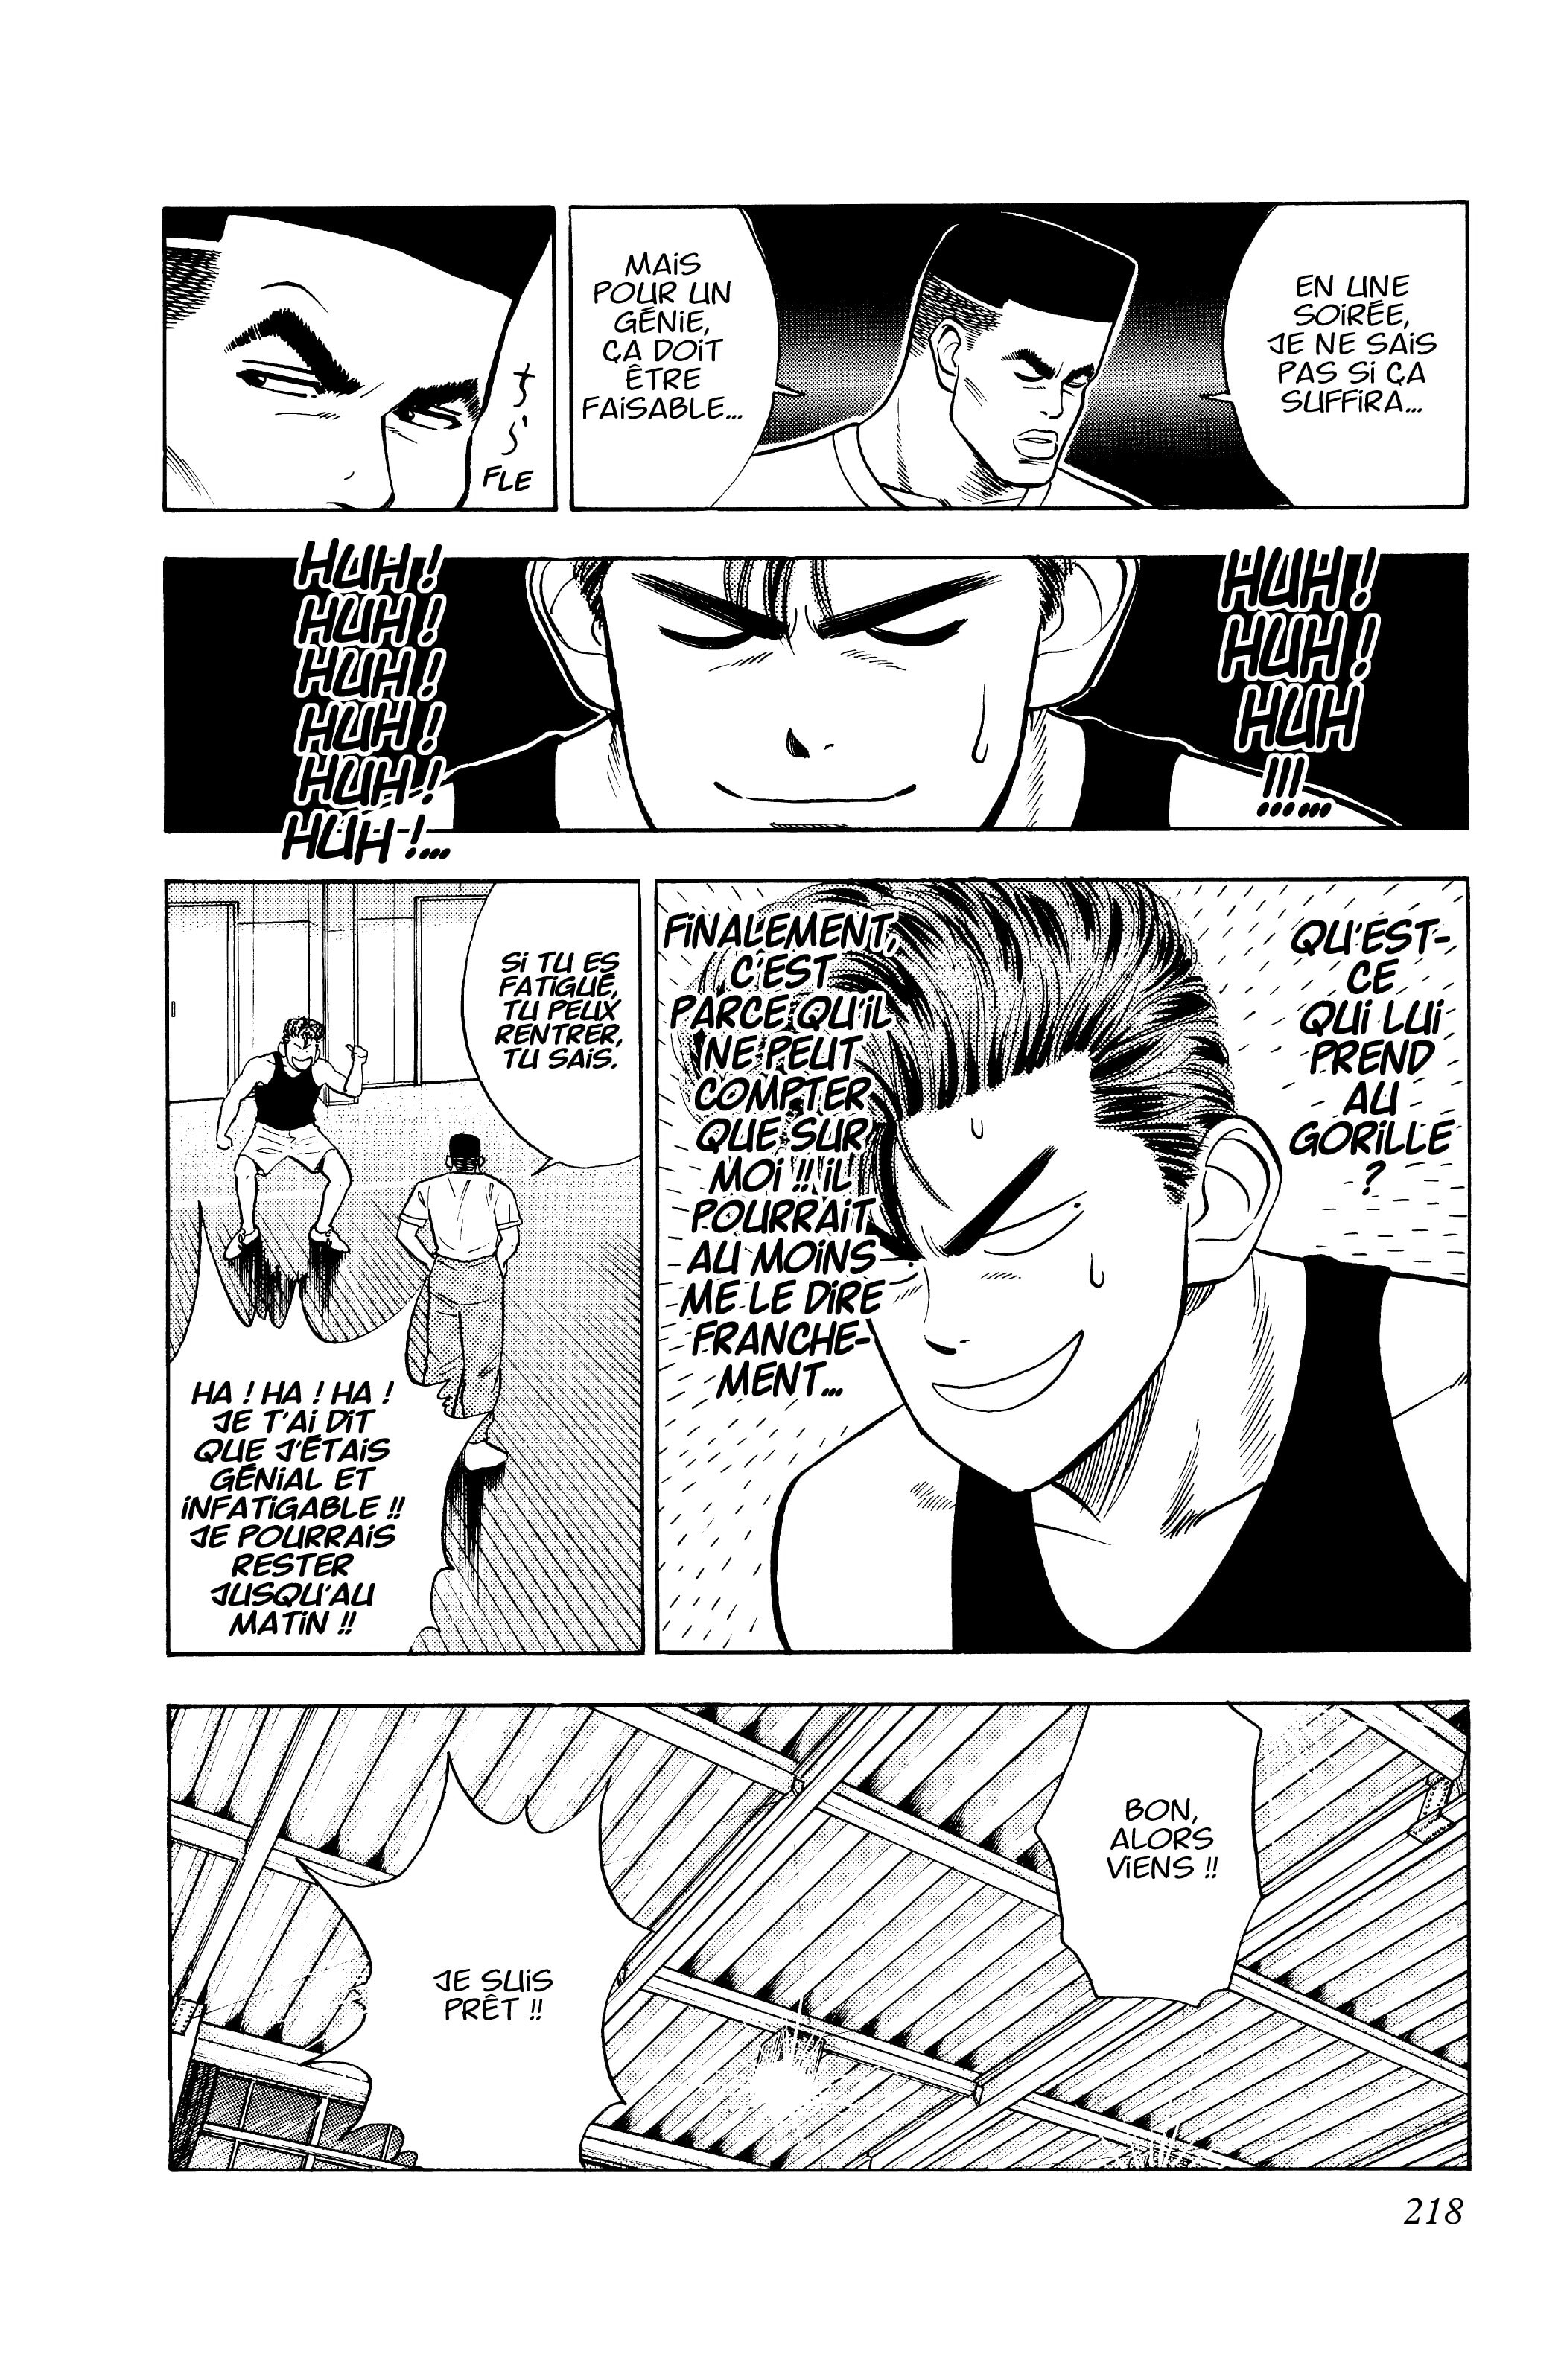 EN UNE
SOIRÉE,
JE NE SAIS
PAS SI ÇA
SUFFIRA...
MAIS
POUR UN
GÉNIE,
ÇA DOIT
ÊTRE
FAISABLE...
チラ
FLE
HUH !
HUH !
HUH
!!!...
HUH !
HUH !
HUH !
HUH !
HUH !
HUH !...
QU'EST-
CE
QUI LUI
PREND
AU
GORILLE
?
FINALEMENT,
C'EST
PARCE QU'IL
NE PEUT
COMPTER
QUE SUR
MOI !! IL
POURRAIT
AU MOINS
ME LE DIRE
FRANCHE-
MENT...
SI TU ES
FATIGUÉ,
TU PEUX
RENTRER,
TU SAIS.
HA ! HA ! HA !
JE T'AI DIT
QUE J'ÉTAIS
GÉNIAL ET
INFATIGABLE !!
JE POURRAIS
RESTER
JUSQU'AU
MATIN !!
BON,
ALORS
VIENS !!
JE SUIS
PRÊT !!
218